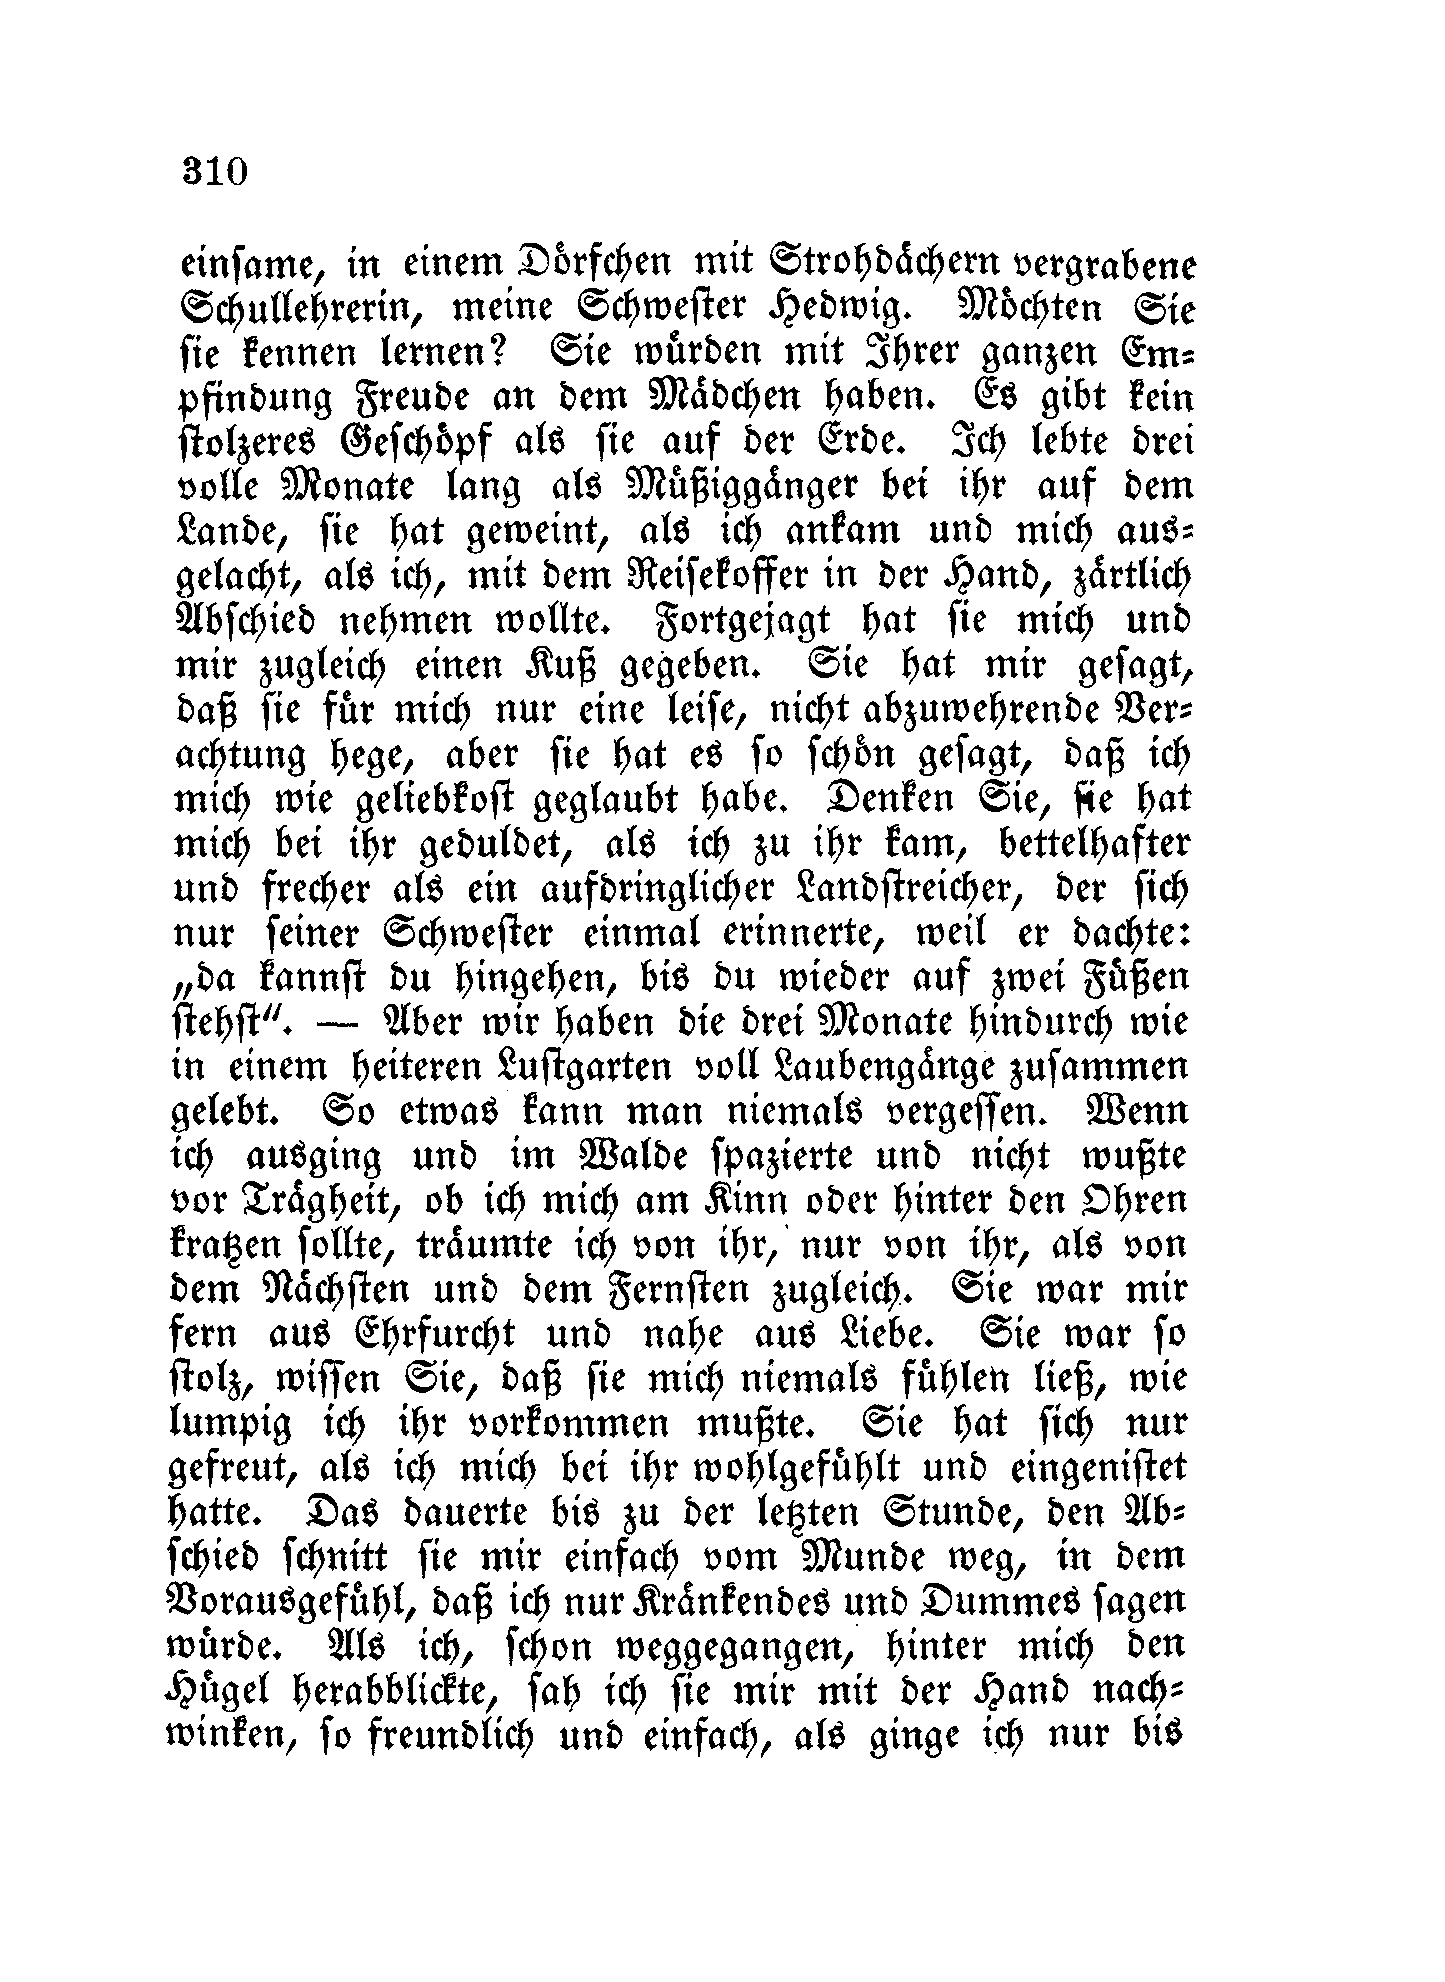 310
einsame, in einem Dörfchen mit Strohdächern vergrabene
Schullehrerin, meine Schwester Hedwig. Möchten Sie
sie kennen lernen? Sie würden mit Ihrer ganzen Em-
pfindung Freude an dem Mädchen haben. Es gibt kein
stolzeres Geschöpf als sie auf der Erde. Ich lebte drei
volle Monate lang als Müßiggänger bei ihr auf dem
Lande, sie hat geweint, als ich ankam und mich aus-
gelacht, als ich, mit dem Reisekoffer in der Hand, zärtlich
Abschied nehmen wollte. Fortgejagt hat sie mich und
mir zugleich einen Kuß gegeben. Sie hat mir gesagt,
daß sie für mich nur eine leise, nicht abzuwehrende Ver-
achtung hege, aber sie hat es so schön gesagt, daß ich
mich wie geliebkost geglaubt habe. Denken Sie, sie hat
mich bei ihr geduldet, als ich zu ihr kam, bettelhafter
und frecher als ein aufdringlicher Landstreicher, der sich
nur seiner Schwester einmal erinnerte, weil er dachte:
„da kannst du hingehen, bis du wieder auf zwei Füßen
stehst“. — Aber wir haben die drei Monate hindurch wie
in einem heiteren Lustgarten voll Laubengänge zusammen
gelebt. So etwas kann man niemals vergessen. Wenn
ich ausging und im Walde spazierte und nicht wußte
vor Trägheit, ob ich mich am Kinn oder hinter den Ohren
kratzen sollte, träumte ich von ihr, nur von ihr, als von
dem Nächsten und dem Fernsten zugleich. Sie war mir
fern aus Ehrfurcht und nahe aus Liebe. Sie war so
stolz, wissen Sie, daß sie mich niemals fühlen ließ, wie
lumpig ich ihr vorkommen mußte. Sie hat sich nur
gefreut, als ich mich bei ihr wohlgefühlt und eingenistet
hatte. Das dauerte bis zu der letzten Stunde, den Ab-
schied schnitt sie mir einfach vom Munde weg, in dem
Vorausgefühl, daß ich nur Kränkendes und Dummes sagen
würde. Als ich, schon weggegangen, hinter mich den
Hügel herabblickte, sah ich sie mir mit der Hand nach-
winken, so freundlich und einfach, als ginge ich nur bis